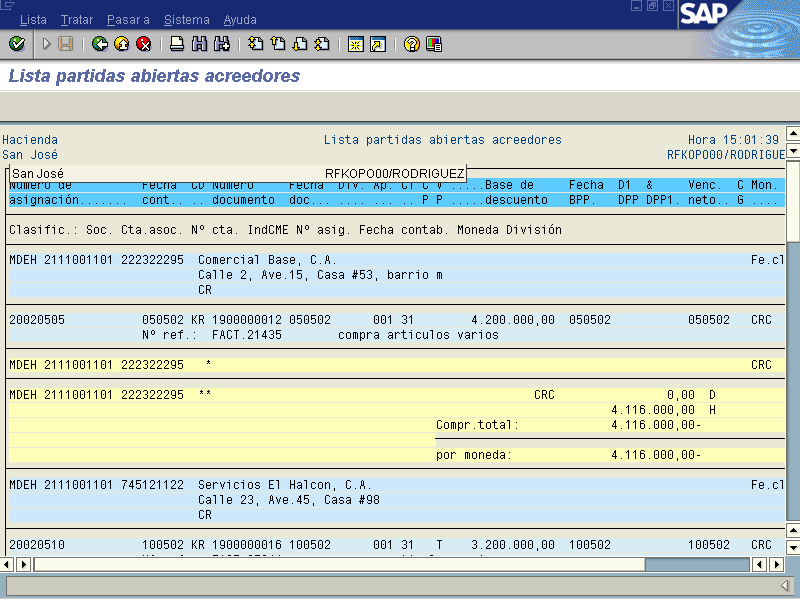 Lista Tratar Pasar a Sistema Ayuda
SAP
Lista partidas abiertas acreedores
Hacienda Lista partidas abiertas acreedores Hora 15:01:39
San José RFKOPO00/RODRIGUE
San José RFKOPO00/RODRIGUEZ
Número de Fecha CD Número Fecha Div. Ap. CT C V .....Base de Fecha D1 & Venc. C Mon.
asignación....... cont.. .. documento doc... .... ... .. P P descuento BPP. DPP DPP1. neto.. G ....
Clasific.: Soc. Cta.asoc. Nº cta. IndCME Nº asig. Fecha contab. Moneda División
MDEH 2111001101 222322295 Comercial Base, C.A. Fe.cl
Calle 2, Ave.15, Casa #53, barrio m
CR
20020505 050502 KR 1900000012 050502 001 31 4.200.000,00 050502 050502 CRC
Nº ref.: FACT.21435 compra articulos varios
MDEH 2111001101 222322295 * CRC
MDEH 2111001101 222322295 ** CRC 0,00 D
4.116.000,00 H
Compr.total: 4.116.000,00-
por moneda: 4.116.000,00-
MDEH 2111001101 745121122 Servicios El Halcon, C.A. Fe.cl
Calle 23, Ave.45, Casa #98
CR
20020510 100502 KR 1900000016 100502 001 31 T 3.200.000,00 100502 100502 CRC